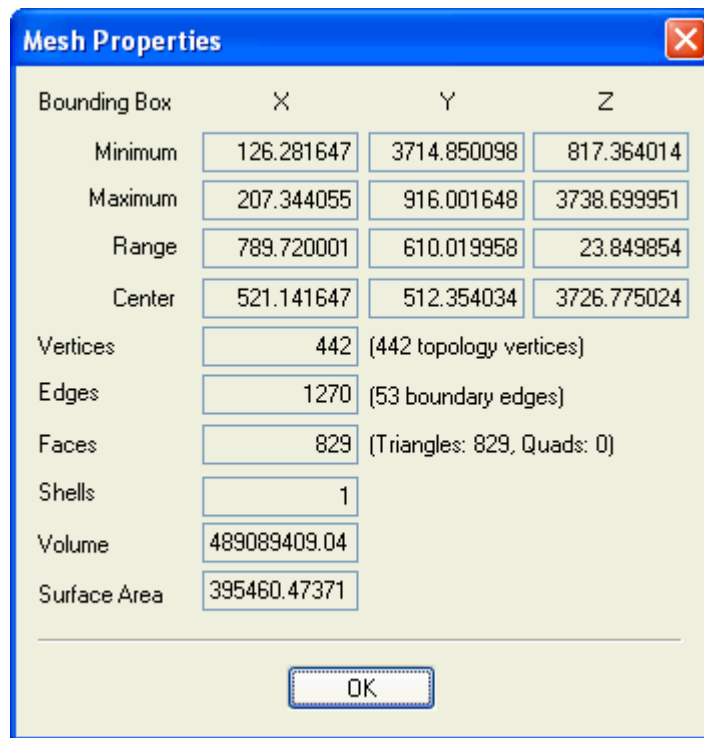 Mesh Properties
Bounding Box X Y Z
Minimum 126.281647 3714.850098 817.364014
Maximum 207.344055 916.001648 3738.699951
Range 789.720001 610.019958 23.849854
Center 521.141647 512.354034 3726.775024
Vertices 442 (442 topology vertices)
Edges 1270 (53 boundary edges)
Faces 829 (Triangles: 829, Quads: 0)
Shells 1
Volume 489089409.04
Surface Area 395460.47371
OK